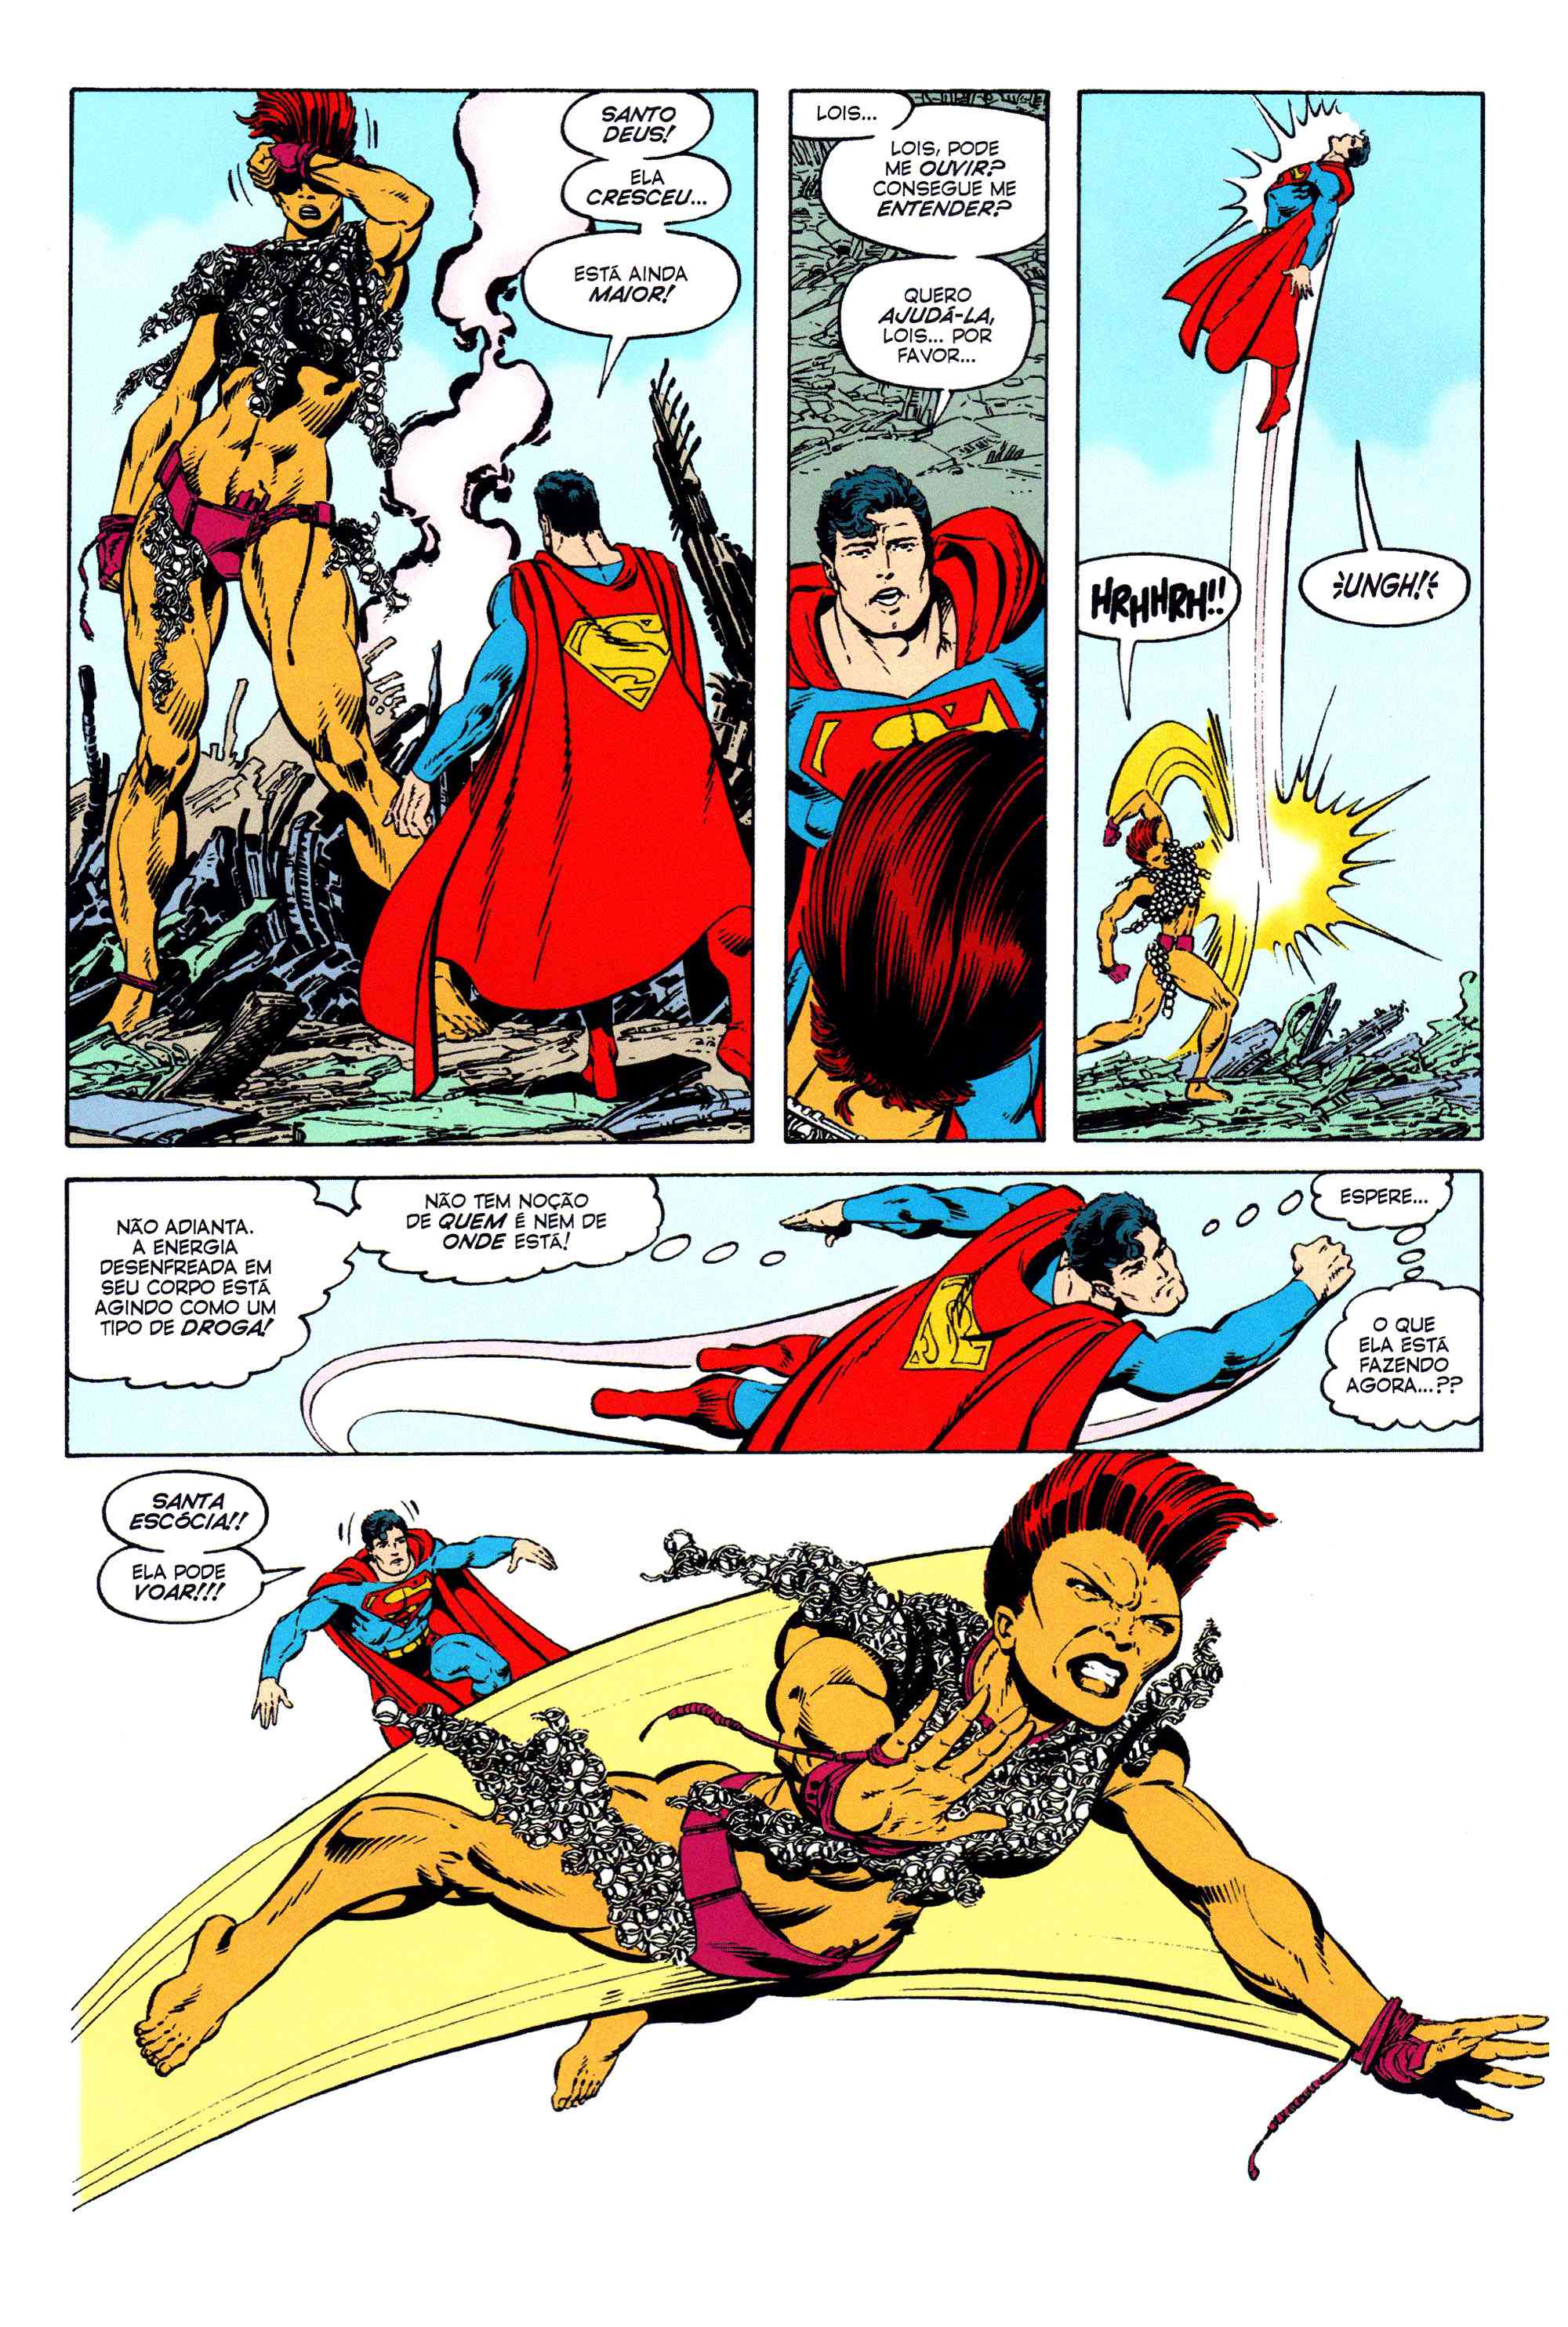 SANTO
DEUS!
ELA
CRESCEU...
ESTÁ AINDA
MAIOR!
LOIS...
LOIS, PODE
ME OUVIR?
CONSEGUE ME
ENTENDER?
QUERO
AJUDÁ-LA,
LOIS... POR
FAVOR...
HRHHRH!!
UNGH!
NÃO ADIANTA.
A ENERGIA
DESENFREADA EM
SEU CORPO ESTÁ
AGINDO COMO UM
TIPO DE DROGA!
NÃO TEM NOÇÃO
DE QUEM É NEM DE
ONDE ESTÁ!
ESPERE...
O QUE
ELA ESTÁ
FAZENDO
AGORA...??
SANTA
ESCÓCIA!!
ELA PODE
VOAR!!!